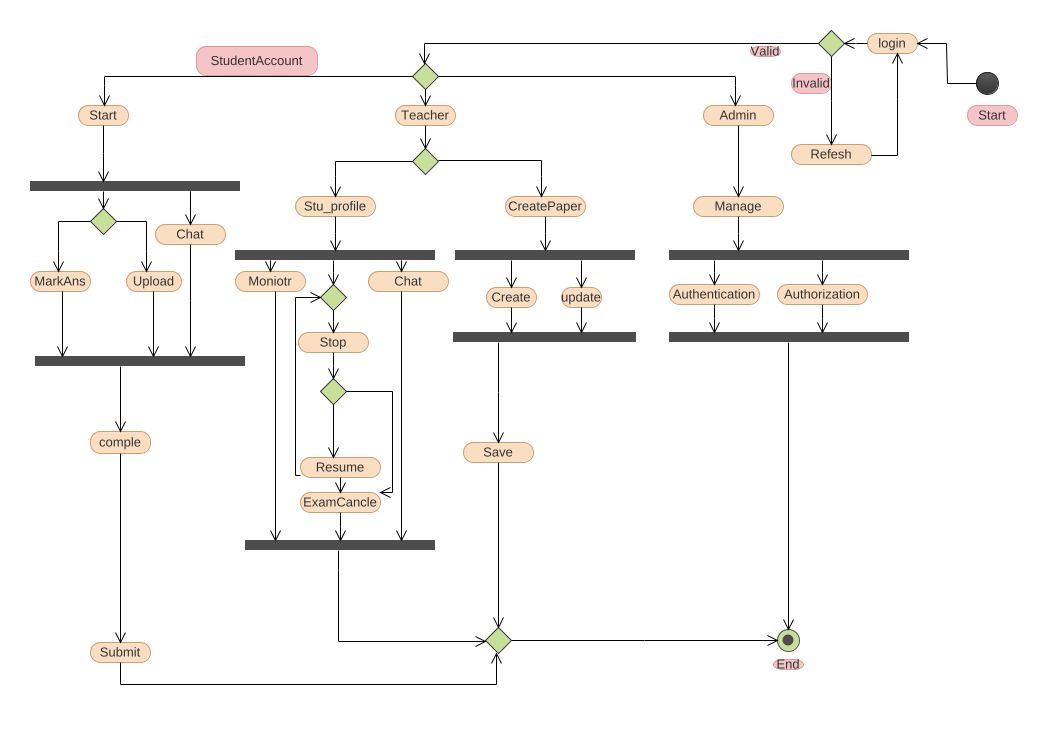 login
Valid
StudentAccount
Invalid
Start
Teacher
Admin
Start
Refesh
Stu_profile
CreatePaper
Manage
Chat
MarkAns
Upload
Moniotr
Chat
Create
update
Authentication
Authorization
Stop
comple
Save
Resume
ExamCancle
Submit
End